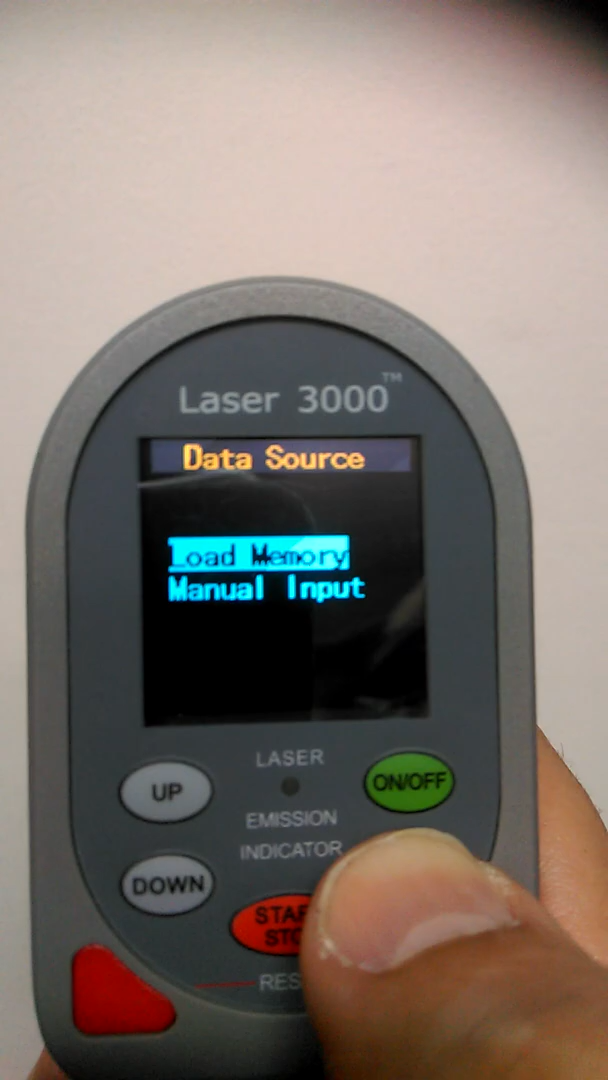 Laser 3000™
Data Source
Load Memory
Manual Input
LASER
UP
ON/OFF
EMISSION
INDICATOR
DOWN